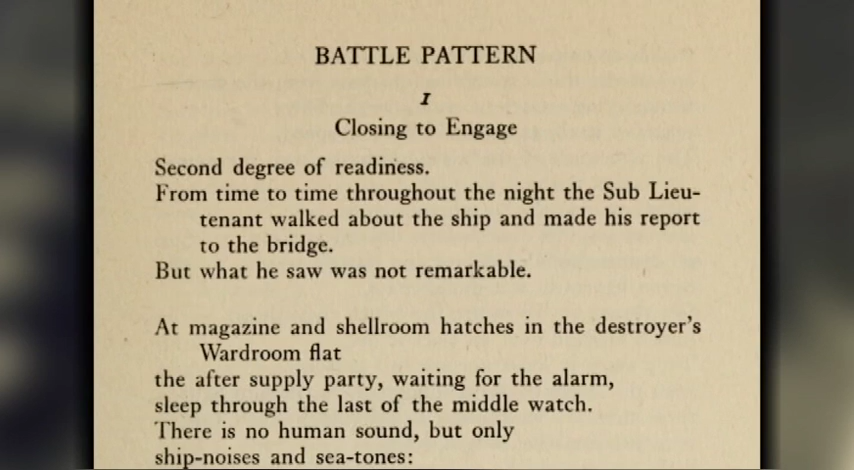 BATTLE PATTERN
I
Closing to Engage
Second degree of readiness.
From time to time throughout the night the Sub Lieu-
tenant walked about the ship and made his report
to the bridge.
But what he saw was not remarkable.
At magazine and shellroom hatches in the destroyer's
Wardroom flat
the after supply party, waiting for the alarm,
sleep through the last of the middle watch.
There is no human sound, but only
ship-noises and sea-tones: